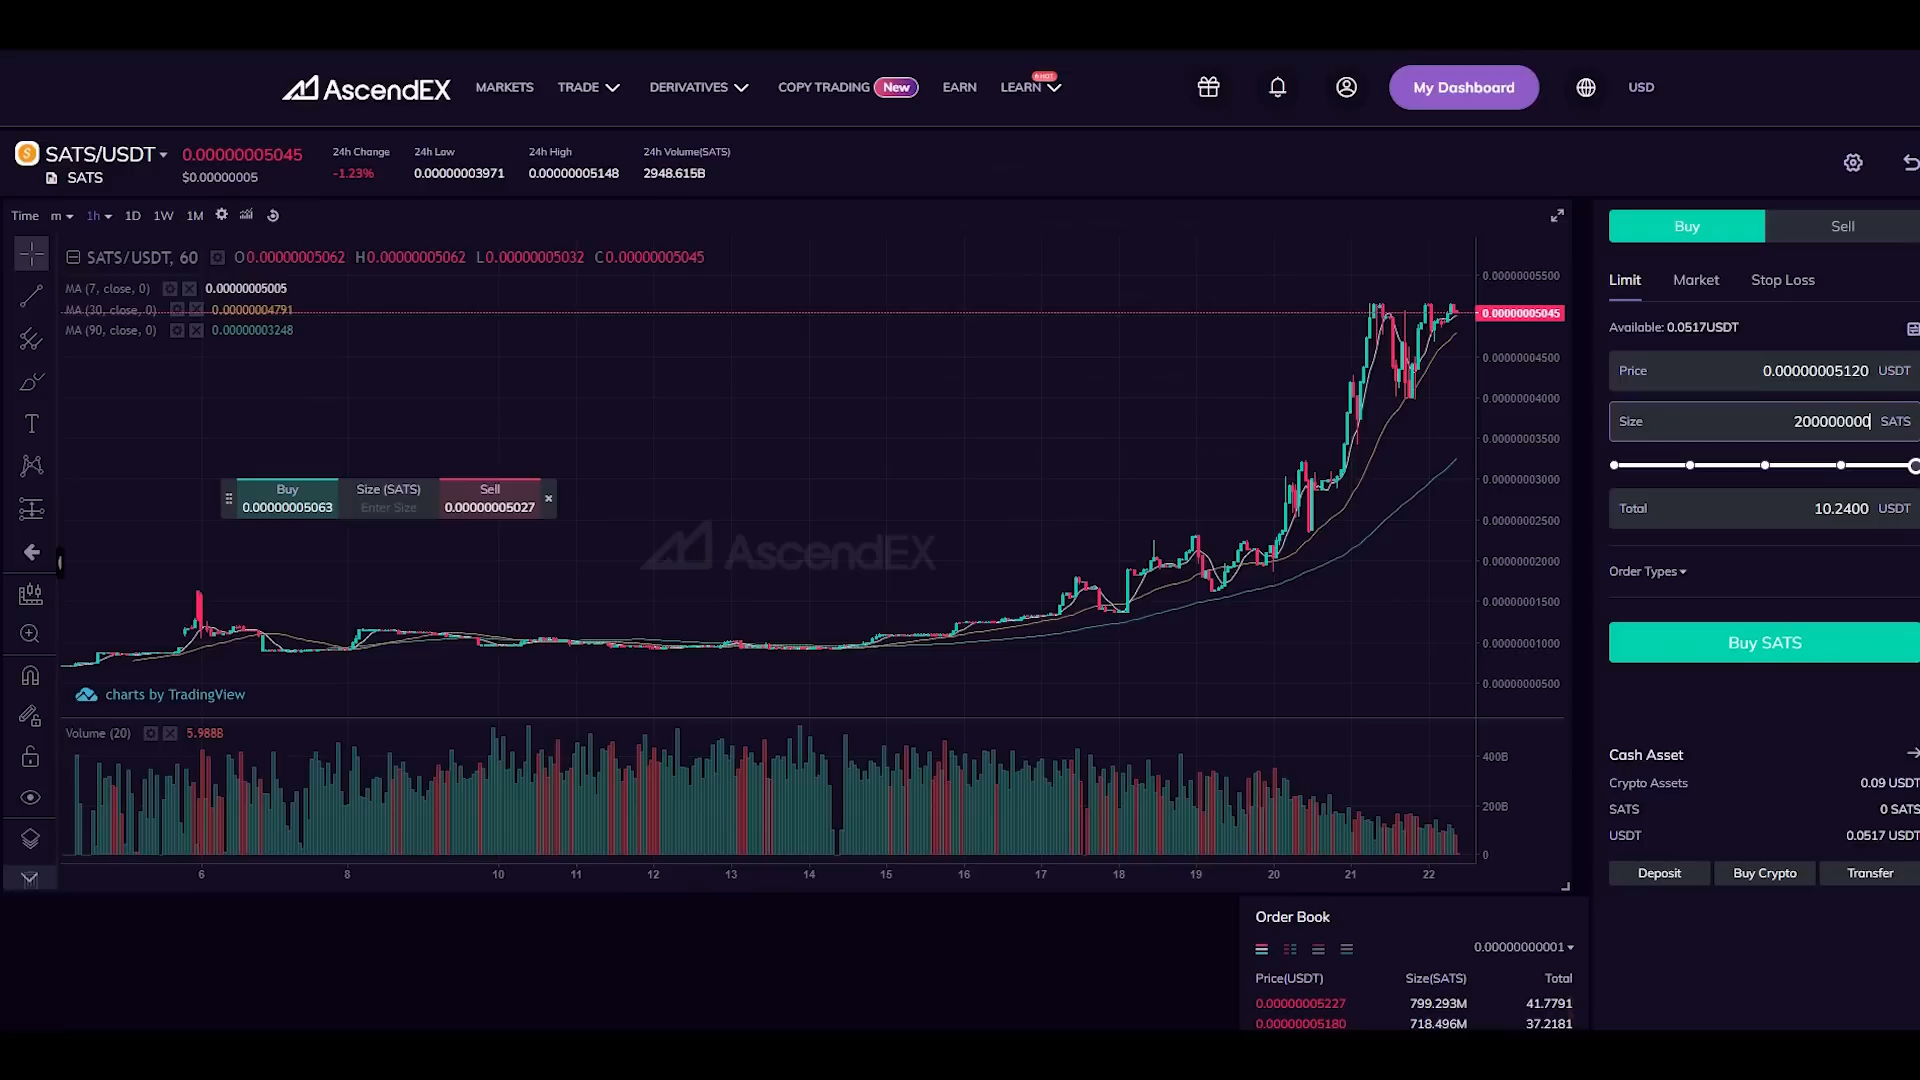 AscendEX MARKETS TRADE DERIVATIVES COPY TRADING New EARN LEARN HOT My Dashboard USD
SATS/USDT 0.00000005045 24h Change 24h Low 24h High 24h Volume(SATS)
SATS $0.00000005 -1.23% 0.00000003971 0.00000005148 2948.615B
Time m 1h 1D 1W 1M
Buy Sell
SATS/USDT, 60 O0.00000005062 H0.00000005062 L0.00000005032 C0.00000005045
MA (7, close, 0) 0.00000005005
MA (30, close, 0) 0.00000004791
MA (90, close, 0) 0.00000003248
0.00000005500
0.00000005045
0.00000004500
0.00000004000
0.00000003500
0.00000003000
0.00000002500
0.00000002000
0.00000001500
0.00000001000
0.00000000500
Limit Market Stop Loss
Available: 0.0517USDT
Price 0.00000005120 USDT
Size 200000000 SATS
Total 10.2400 USDT
Order Types
Buy SATS
Buy Size (SATS) Sell
0.00000005063 Enter Size 0.00000005027
AscendEX
charts by TradingView
Volume (20) 5.988B
400B
200B
0
6 8 10 11 12 13 14 15 16 17 18 19 20 21 22
Cash Asset
Crypto Assets 0.09 USDT
SATS 0 SATS
USDT 0.0517 USDT
Deposit Buy Crypto Transfer
Order Book
0.00000000001
Price(USDT) Size(SATS) Total
0.00000005227 799.293M 41.7791
0.00000005180 718.496M 37.2181